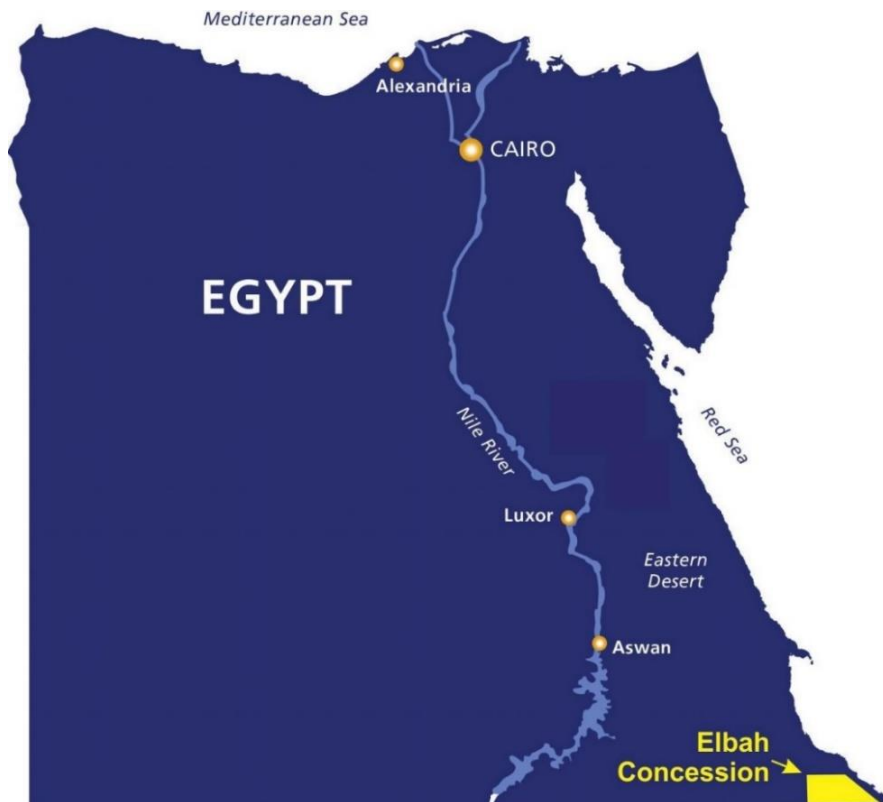 Mediterranean Sea
Alexandria
CAIRO
EGYPT
Nile River
Red Sea
Luxor
Eastern
Desert
Aswan
Elbah
Concession